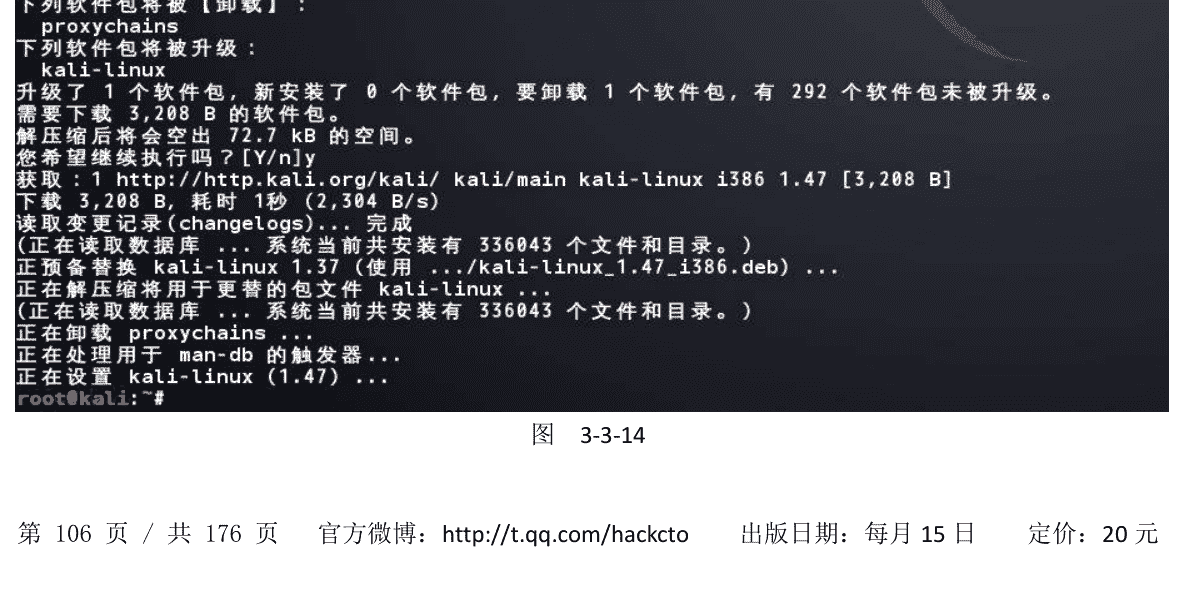 下列软件包将被【卸载】：
proxychains
下列软件包将被升级：
kali-linux
升级了 1 个软件包，新安装了 0 个软件包，要卸载 1 个软件包，有 292 个软件包未被升级。
需要下载 3,208 B 的软件包。
解压缩后将会空出 72.7 kB 的空间。
您希望继续执行吗？[Y/n]y
获取：1 http://http.kali.org/kali/ kali/main kali-linux i386 1.47 [3,208 B]
下载 3,208 B，耗时 1秒 (2,304 B/s)
读取变更记录(changelogs)... 完成
(正在读取数据库 ... 系统当前共安装有 336043 个文件和目录。)
正预备替换 kali-linux 1.37 (使用 .../kali-linux_1.47_i386.deb) ...
正在解压缩将用于更替的包文件 kali-linux ...
(正在读取数据库 ... 系统当前共安装有 336043 个文件和目录。)
正在卸载 proxychains ...
正在处理用于 man-db 的触发器...
正在设置 kali-linux (1.47) ...
root@kali:~#
图 3-3-14
第 106 页 / 共 176 页 官方微博：http://t.qq.com/hackcto 出版日期：每月 15 日 定价：20 元